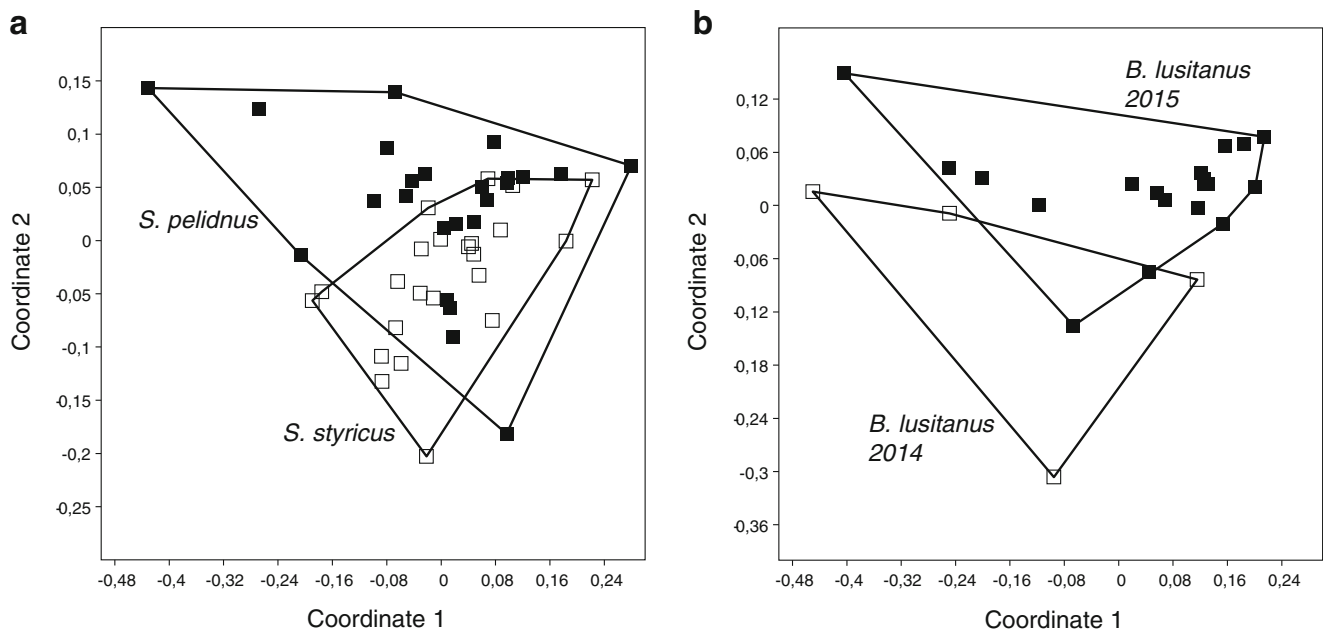 a
0,15
0,1
0,05
0
-0,05
-0,1
-0,15
-0,2
-0,25
Coordinate 2
S. pelidnus
S. styricus
-0,48 -0,4 -0,32 -0,24 -0,16 -0,08 0 0,08 0,16 0,24
Coordinate 1
b
0,12
0,06
0
-0,06
-0,12
-0,18
-0,24
-0,3
-0,36
Coordinate 2
B. lusitanus
2015
B. lusitanus
2014
-0,48 -0,4 -0,32 -0,24 -0,16 -0,08 0 0,08 0,16 0,24
Coordinate 1